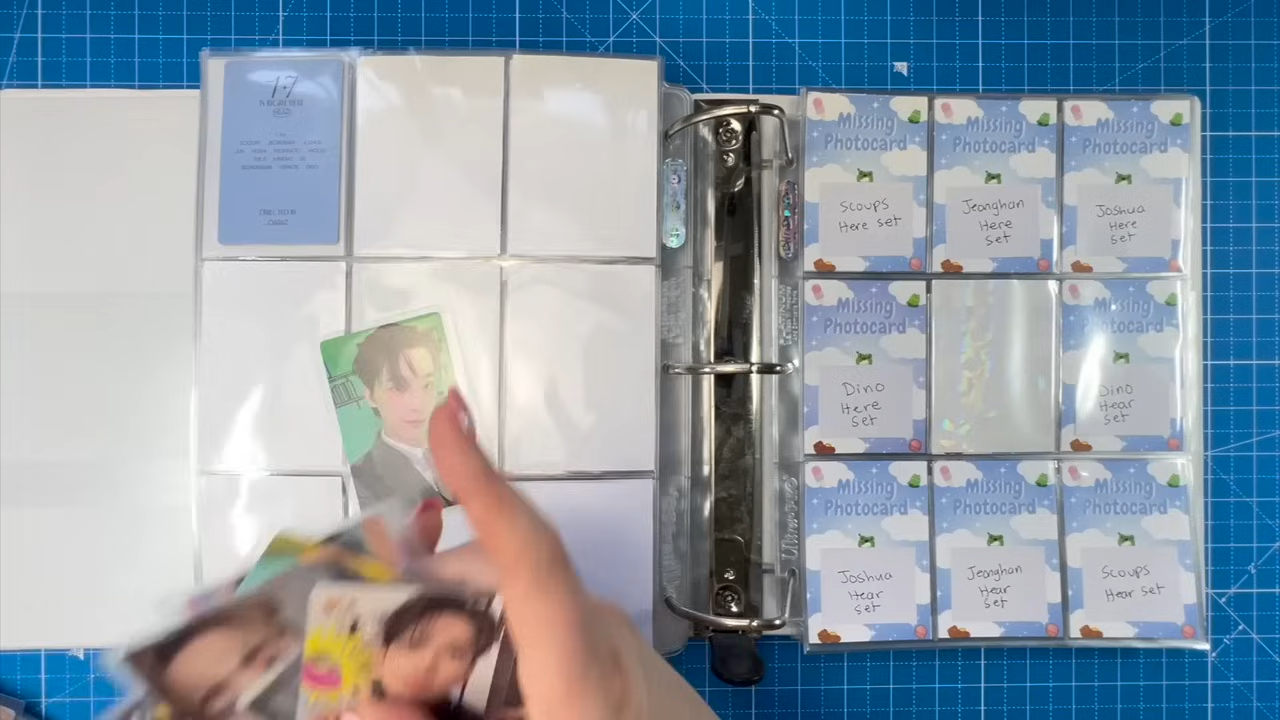 Missing
Photocard
SCOUPS
Here set
Missing
Photocard
Jeonghan
Here
set
Missing
Photocard
Joshua
Here
set
Missing
Photocard
Dino
Here
set
Missing
Photocard
Dino
Hear
set
Missing
Photocard
Joshua
Hear
set
Missing
Photocard
Jeonghan
Hear
set
Missing
Photocard
SCOUPS
Hear set